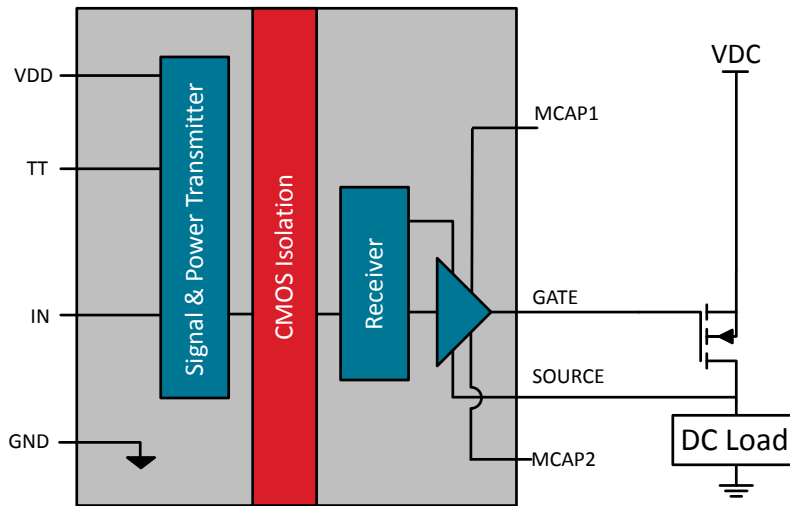 VDD
TT
IN
GND
Signal & Power Transmitter
CMOS Isolation
Receiver
MCAP1
GATE
SOURCE
MCAP2
VDC
DC Load